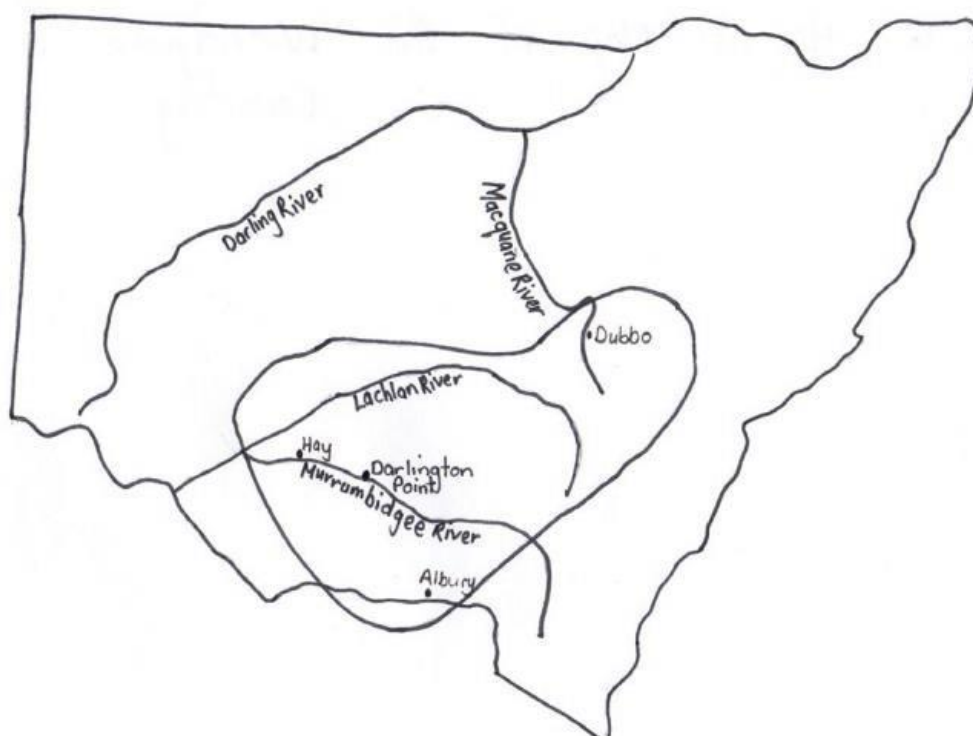 Darling River
Macquarie River
Dubbo
Lachlan River
Hay
Darlington
Point
Murrumbidgee River
Albury